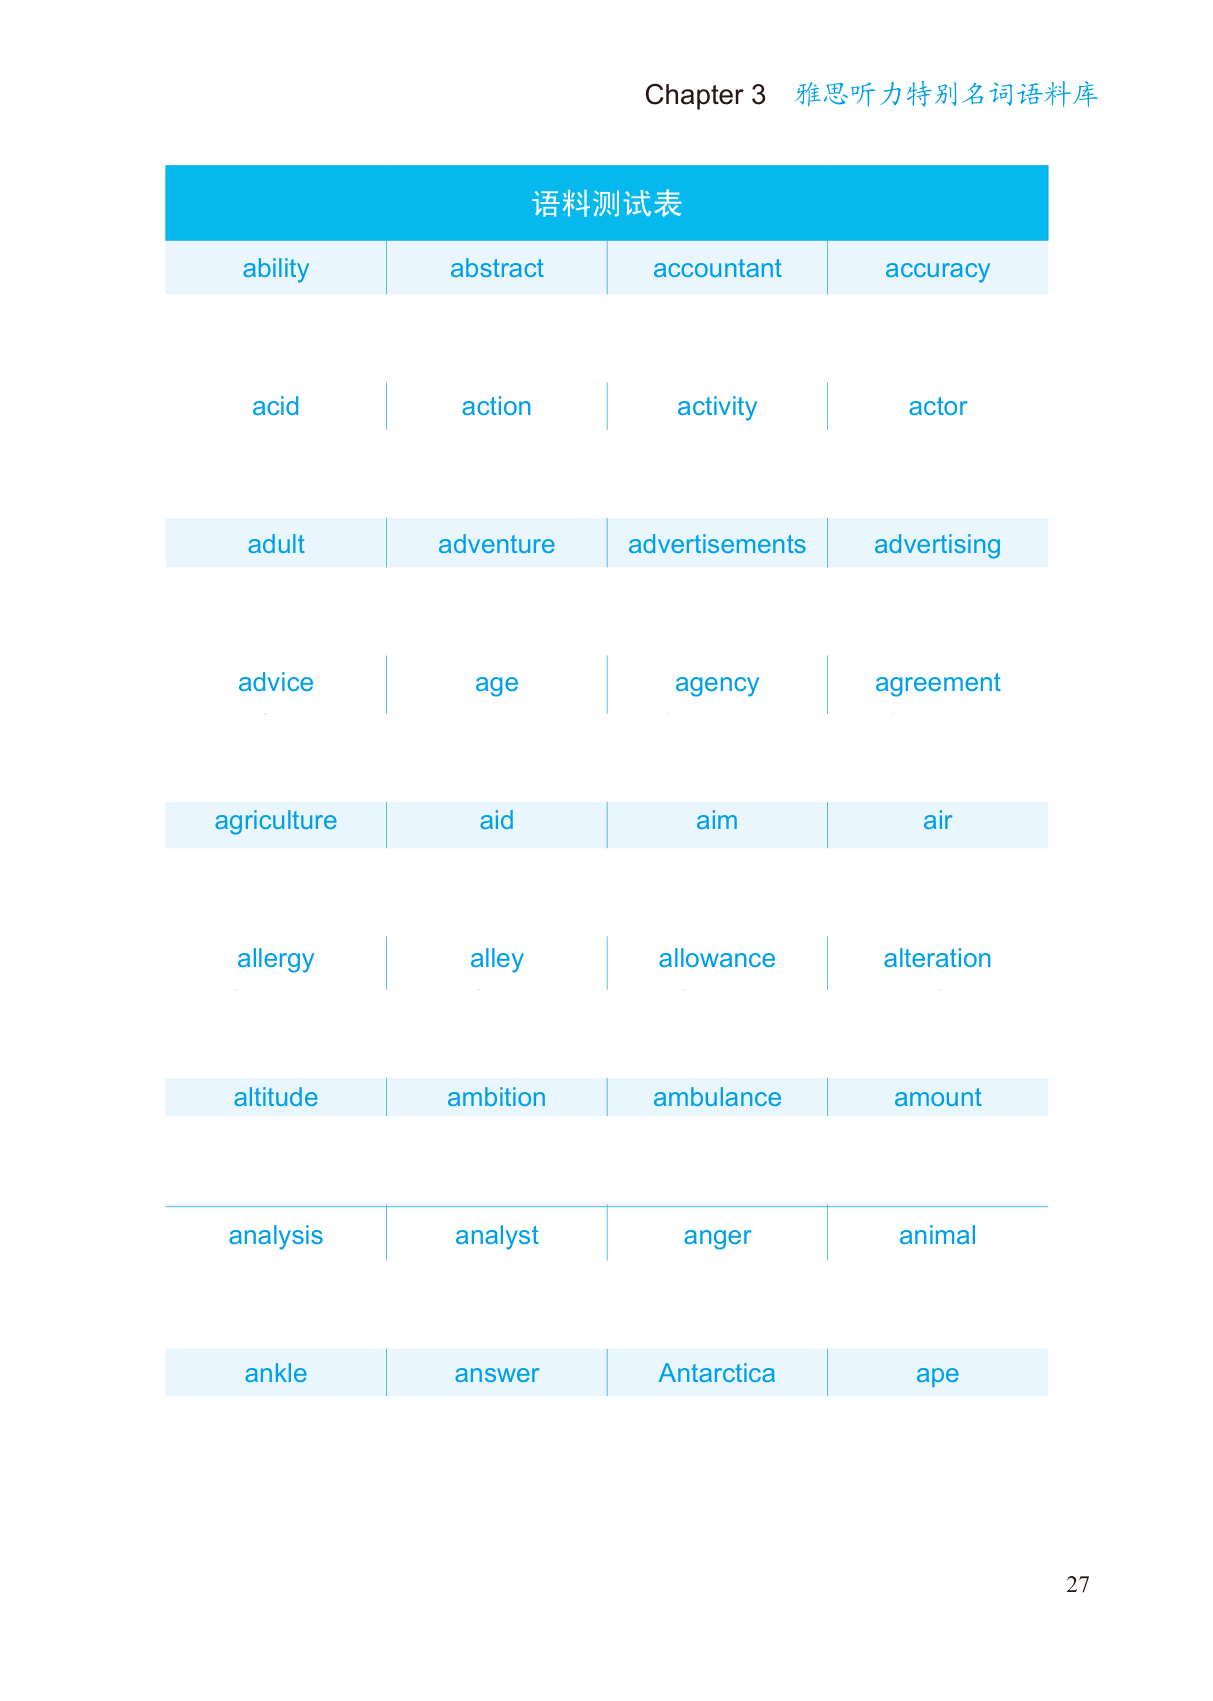 Chapter 3 雅思听力特别名词语料库
语料测试表
ability abstract accountant accuracy
acid action activity actor
adult adventure advertisements advertising
advice age agency agreement
agriculture aid aim air
allergy alley allowance alteration
altitude ambition ambulance amount
analysis analyst anger animal
ankle answer Antarctica ape
27